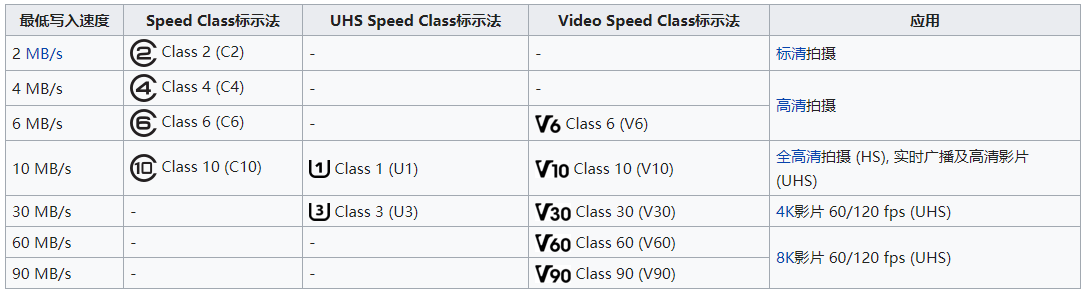 最低写入速度 Speed Class标示法 UHS Speed Class标示法 Video Speed Class标示法 应用
2 MB/s 2 Class 2 (C2) - - 标清拍摄
4 MB/s 4 Class 4 (C4) - - 高清拍摄
6 MB/s 6 Class 6 (C6) - V6 Class 6 (V6)
10 MB/s 10 Class 10 (C10) 1 Class 1 (U1) V10 Class 10 (V10) 全高清拍摄 (HS), 实时广播及高清影片
(UHS)
30 MB/s - 3 Class 3 (U3) V30 Class 30 (V30) 4K影片 60/120 fps (UHS)
60 MB/s - - V60 Class 60 (V60) 8K影片 60/120 fps (UHS)
90 MB/s - - V90 Class 90 (V90)